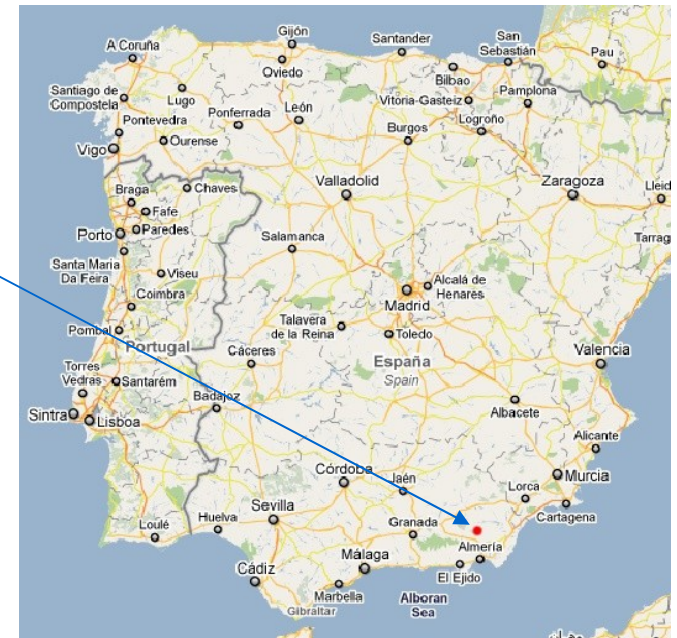 Gijón
Santander
San
Sebastián
A Coruña
Pau
Oviedo
Bilbao
Santiago de
Compostela
Lugo
Vitoria-Gasteiz
Pamplona
Pontevedra
Ponferrada
León
Logroño
Burgos
Ourense
Vigo
Braga
Chaves
Valladolid
Zaragoza
Lleid
Fafe
Porto
Paredes
Salamanca
Tarrag
Santa Maria
Da Feira
Viseu
Alcalá de
Henares
Coimbra
Madrid
Talavera
de la Reina
Pombal
Toledo
Portugal
Cáceres
España
Spain
Valencia
Torres
Vedras
Santarém
Badajoz
Sintra
Lisboa
Albacete
Alicante
Córdoba
Jaén
Murcia
Lorca
Sevilla
Cartagena
Loulé
Huelva
Granada
Almería
Málaga
Cádiz
El Ejido
Marbella
Alboran
Sea
Gibraltar